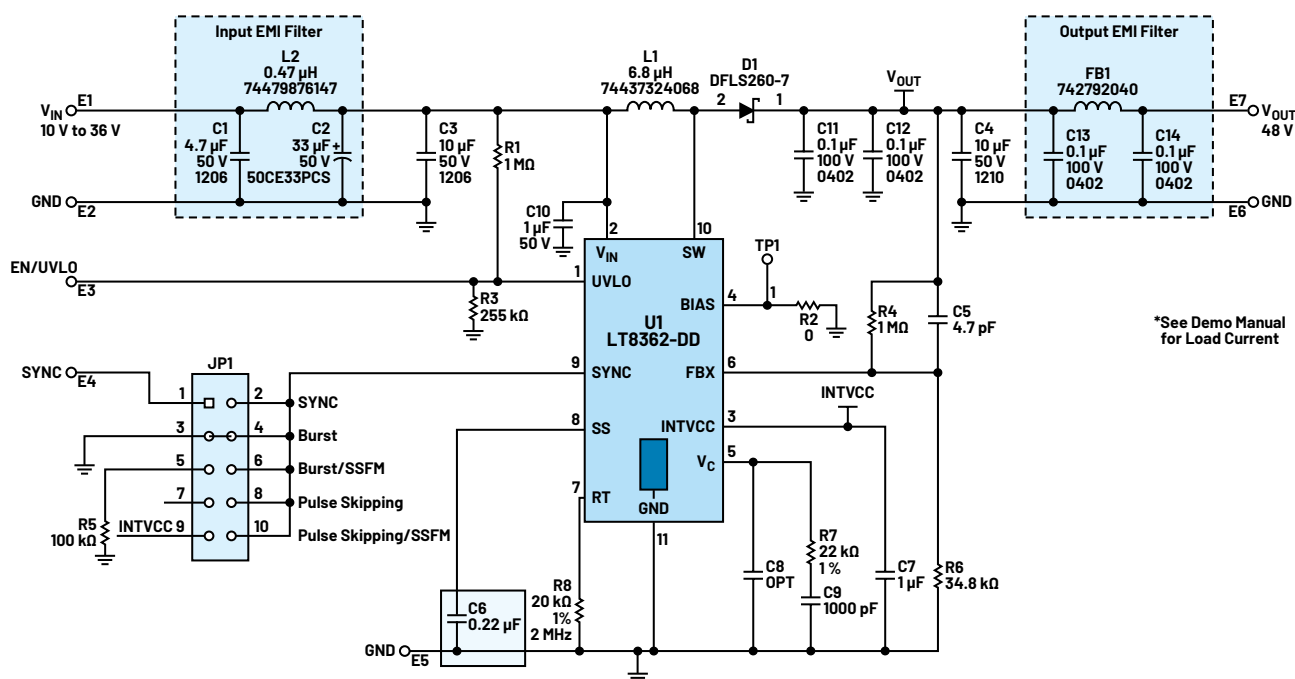 Input EMI Filter
L2
0.47 µH
74479876147
L1
6.8 µH
74437324068
D1
DFLS260-7
2
1
VOUT
Output EMI Filter
FB1
742792040
VIN
E1
10 V to 36 V
E7
VOUT
48 V
C1
4.7 µF
50 V
1206
C2
33 µF
+
50 V
50CE33PCS
C3
10 µF
50 V
1206
R1
1 MΩ
C11
0.1 µF
100 V
0402
C12
0.1 µF
100 V
0402
C4
10 µF
50 V
1210
C13
0.1 µF
100 V
0402
C14
0.1 µF
100 V
0402
GND
E2
GND
E6
C10
1 µF
50 V
2
VIN
10
SW
EN/UVLO
E3
1
UVLO
R3
255 kΩ
TP1
BIAS
4
1
R2
0
U1
LT8362-DD
R4
1 MΩ
C5
4.7 pF
*See Demo Manual
for Load Current
SYNC
E4
JP1
9
SYNC
FBX
6
1
2
SYNC
3
4
Burst
5
6
Burst/SSFM
7
8
Pulse Skipping
R5
100 kΩ
INTVCC 9
10
Pulse Skipping/SSFM
8
SS
INTVCC
INTVCC
3
VC
5
7
RT
GND
11
R7
22 kΩ
1 %
C8
OPT
C9
1000 pF
C7
1 µF
R6
34.8 kΩ
R8
20 kΩ
1%
2 MHz
C6
0.22 µF
GND
E5